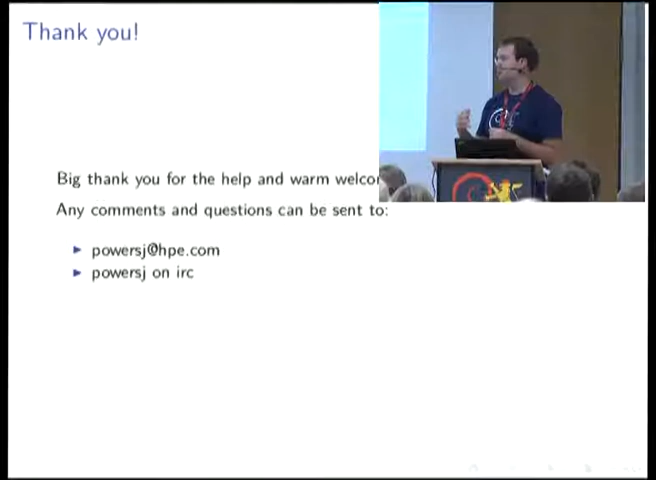 Thank you!
Big thank you for the help and warm
Any comments and questions can be sent to:
powersj@hpe.com
powersj on irc